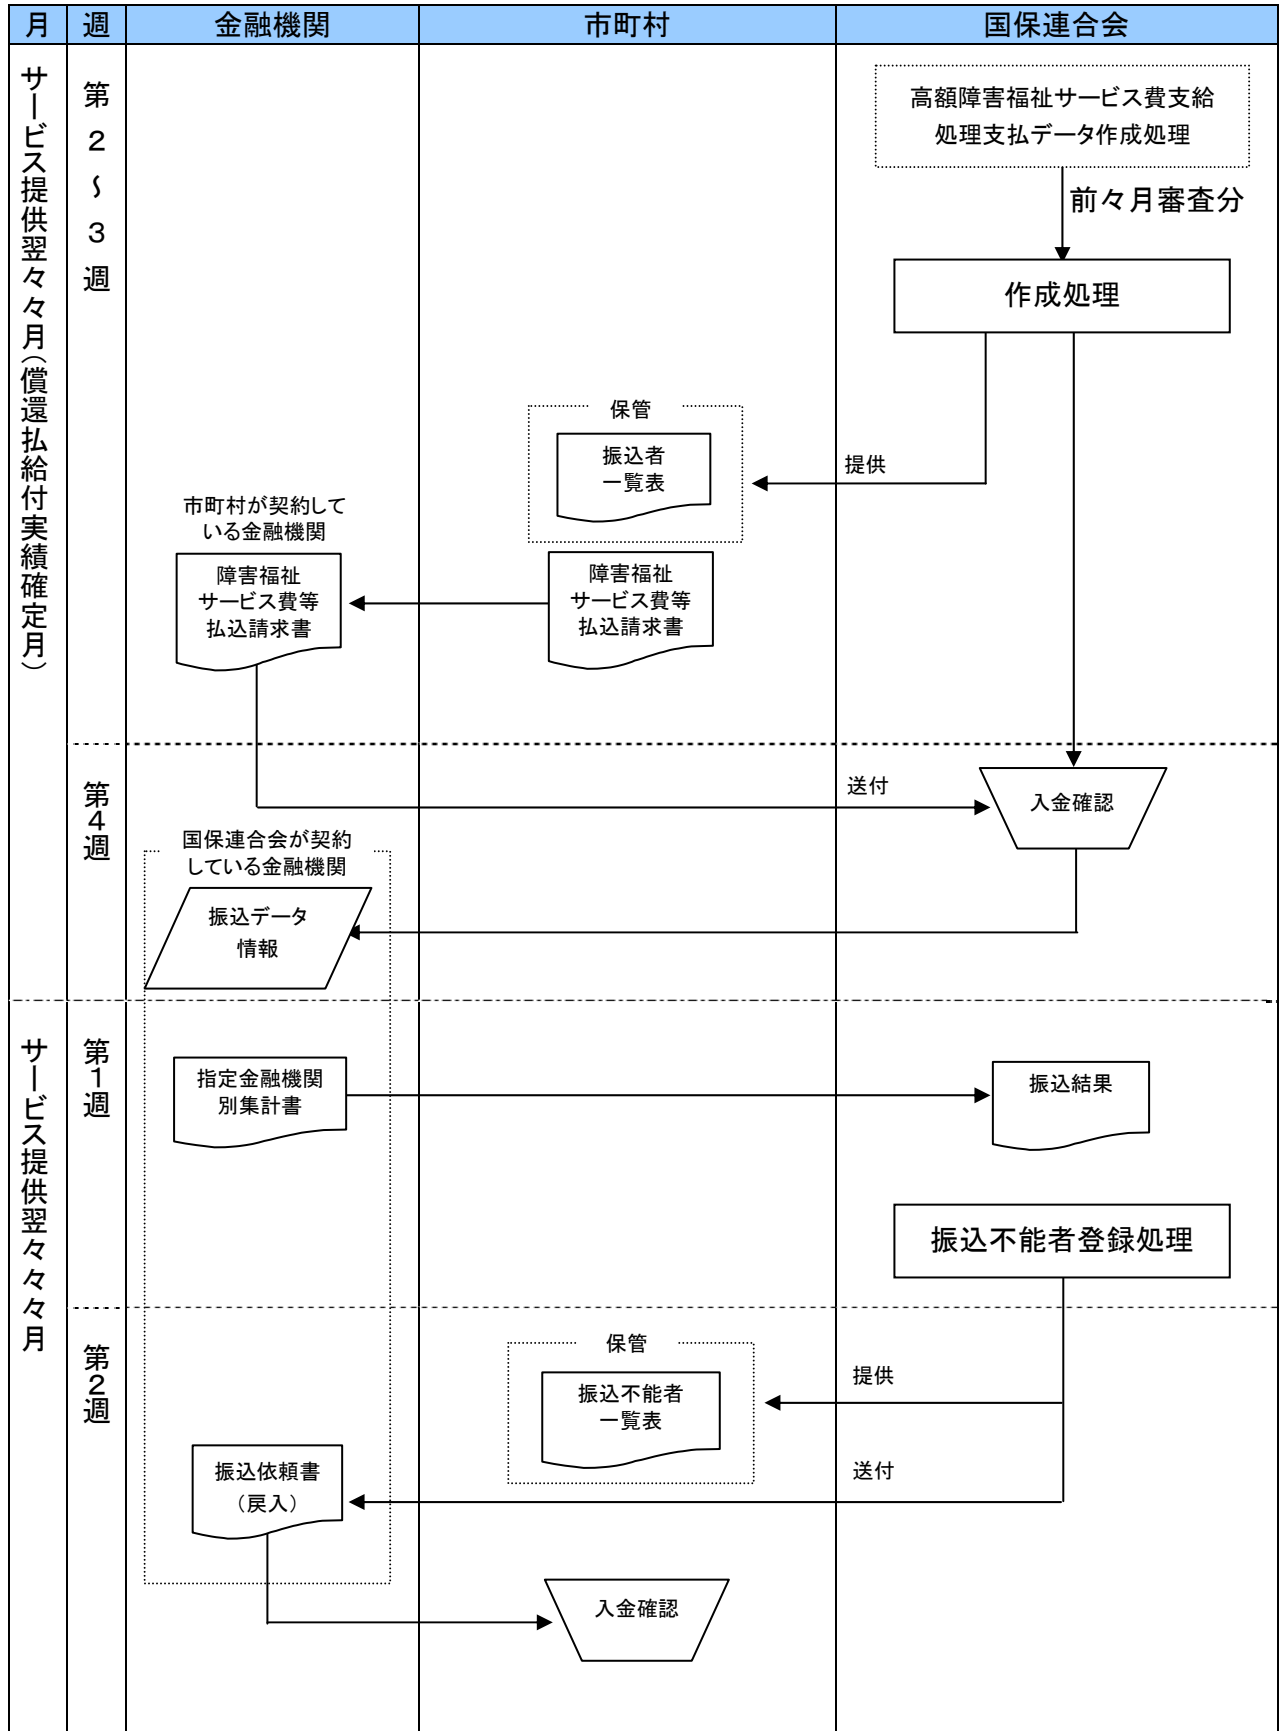 月
週
金融機関
市町村
国保連合会
サービス提供翌々月（償還払給付実績確定月）
第２～３週
高額障害福祉サービス費支給
処理支払データ作成処理
前々月審査分
作成処理
保管
振込者
一覧表
提供
市町村が契約して
いる金融機関
障害福祉
サービス費等
払込請求書
障害福祉
サービス費等
払込請求書
第４週
送付
入金確認
国保連合会が契約
している金融機関
振込データ
情報
サービス提供翌々々月
第１週
指定金融機関
別集計書
振込結果
振込不能者登録処理
第２週
保管
振込不能者
一覧表
提供
振込依頼書
（戻入）
送付
入金確認